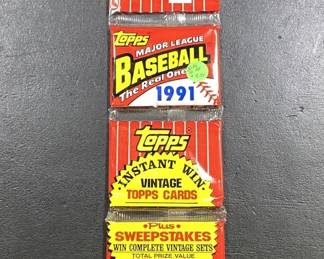 Topps
MAJOR LEAGUE
BASEBALL
The Real One
1991
Topps
INSTANT WIN
VINTAGE
TOPPS CARDS
Plus
SWEEPSTAKES
WIN COMPLETE VINTAGE SETS
TOTAL PRIZE VALUE